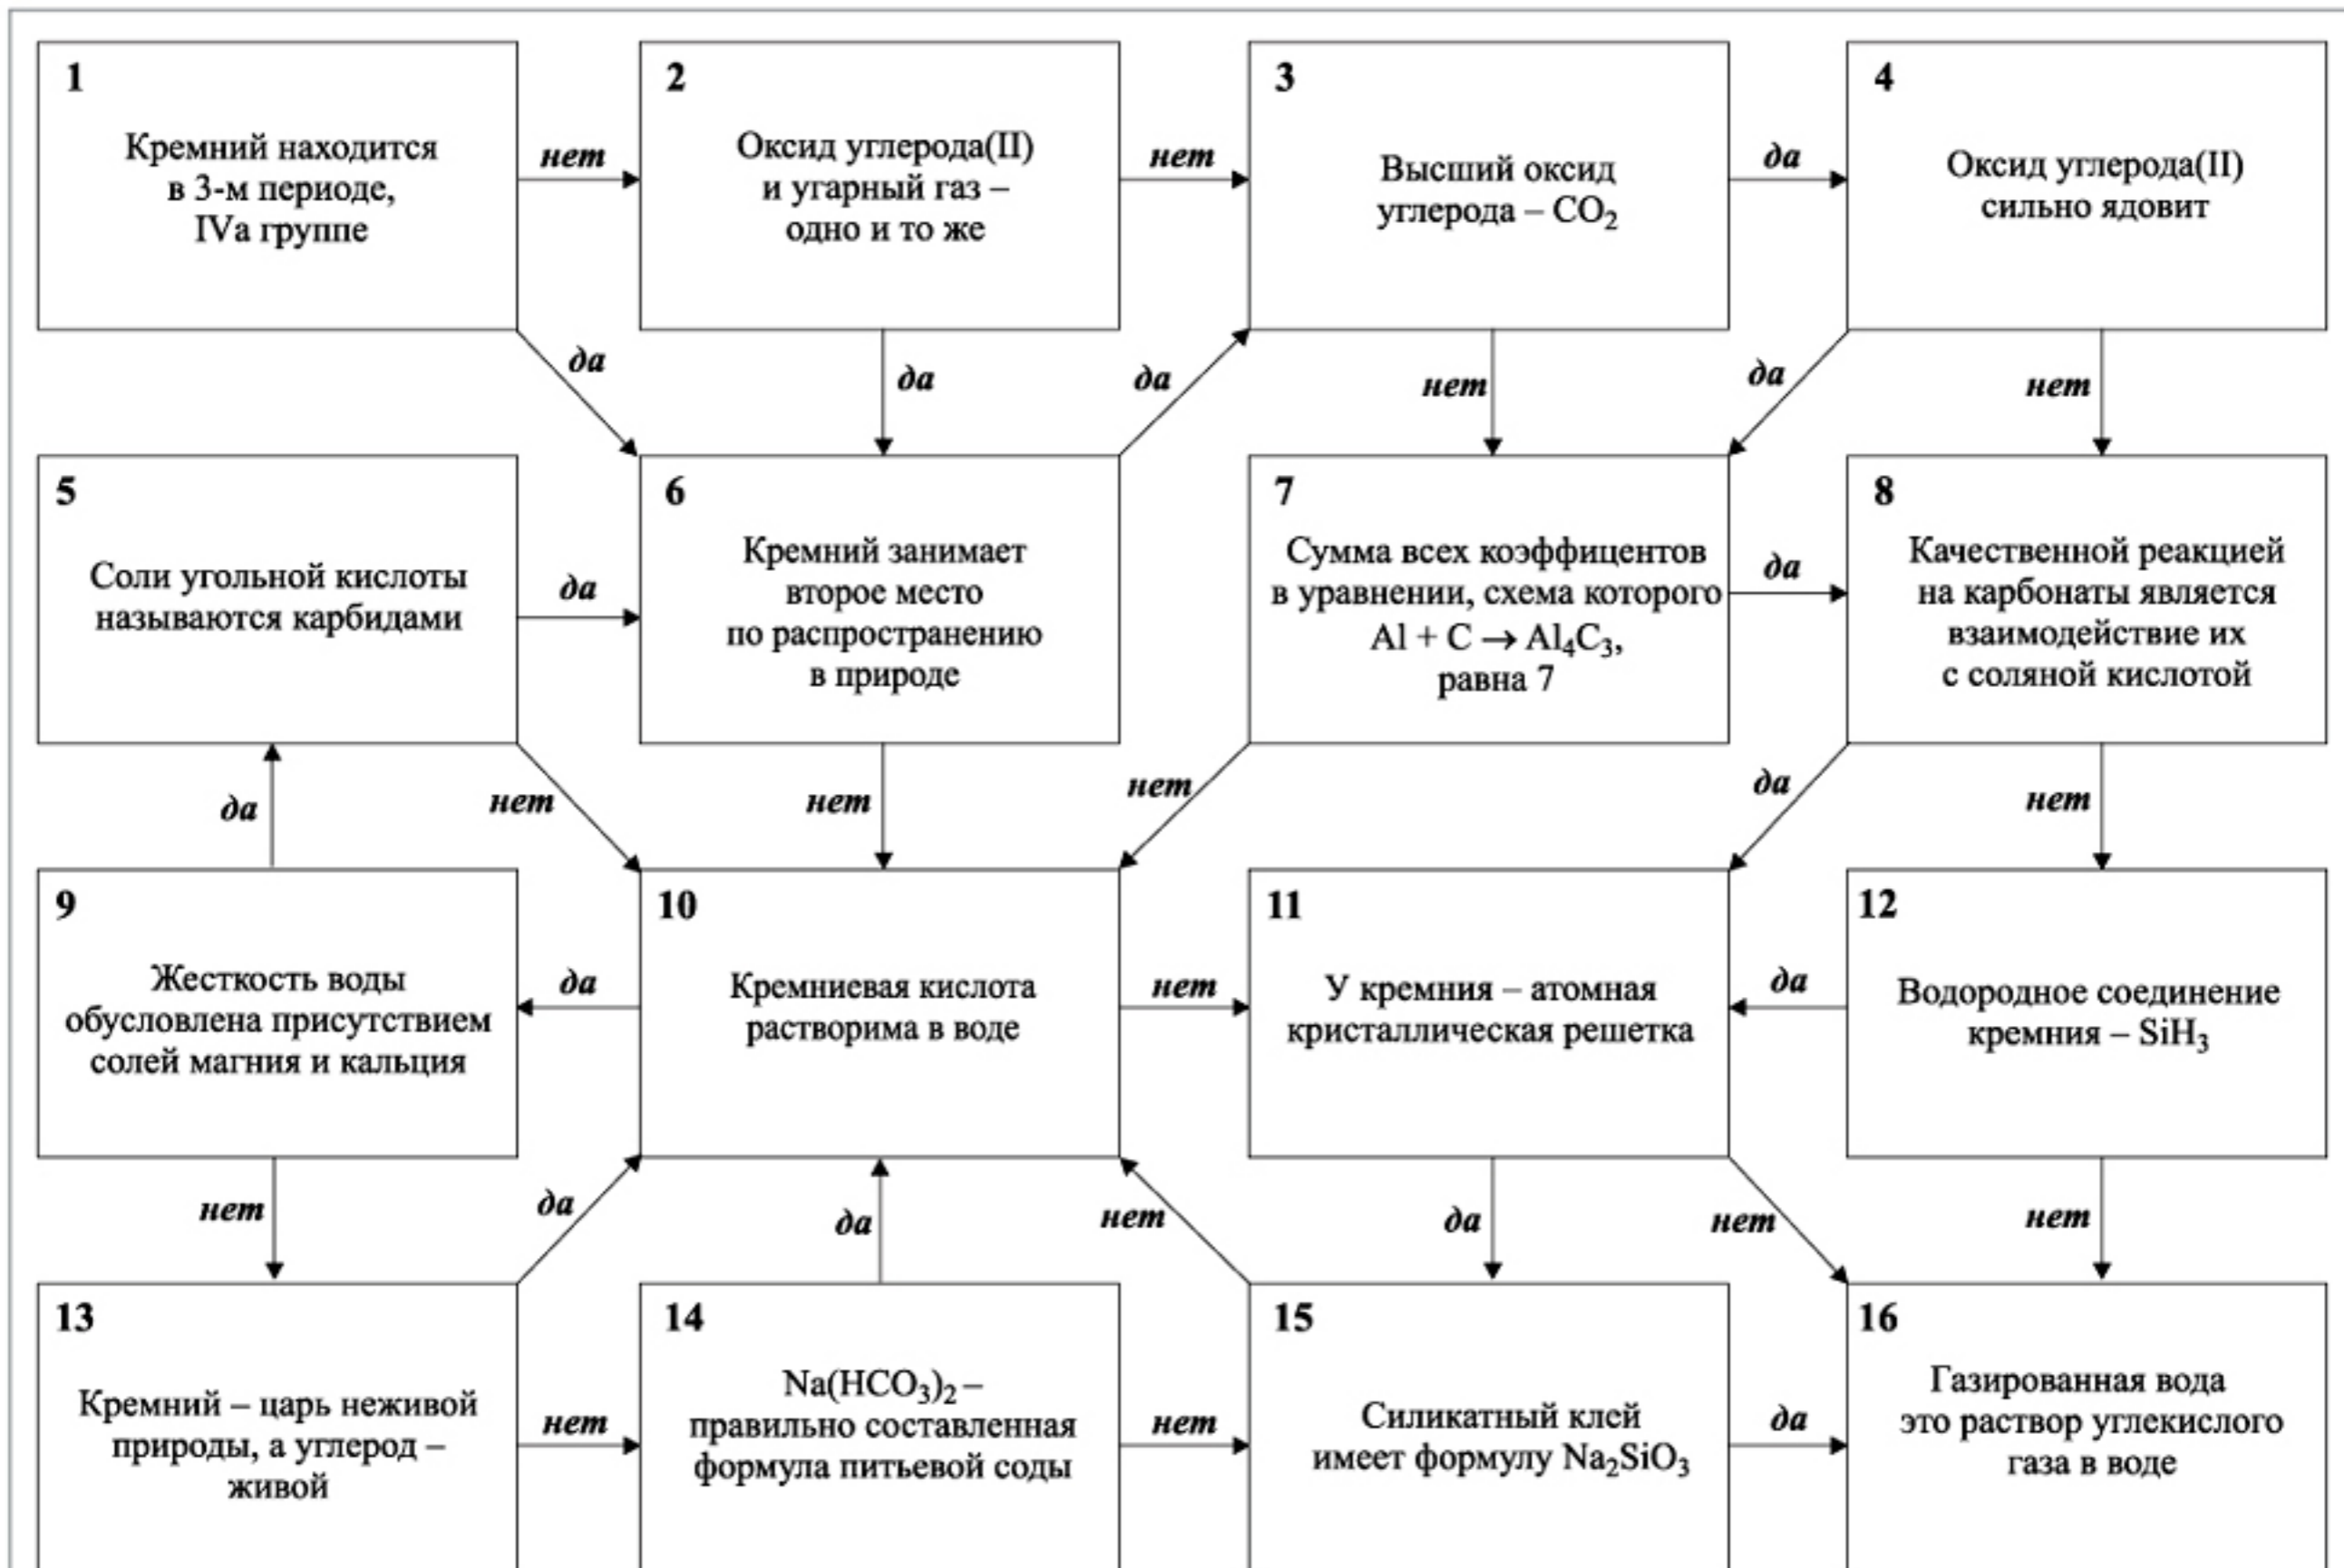 1
Кремний находится
в 3-м периоде,
IVа группе
нет
2
Оксид углерода(II)
и угарный газ –
одно и то же
нет
3
Высший оксид
углерода – CO₂
да
4
Оксид углерода(II)
сильно ядовит
да
да
да
нет
да
нет
5
Соли угольной кислоты
называются карбидами
да
6
Кремний занимает
второе место
по распространению
в природе
7
Сумма всех коэффицентов
в уравнении, схема которого
Al + C → Al₄C₃,
равна 7
да
8
Качественной реакцией
на карбонаты является
взаимодействие их
с соляной кислотой
да
нет
нет
нет
да
нет
9
Жесткость воды
обусловлена присутствием
солей магния и кальция
да
10
Кремниевая кислота
растворима в воде
нет
11
У кремния – атомная
кристаллическая решетка
да
12
Водородное соединение
кремния – SiH₃
нет
да
да
нет
да
нет
нет
13
Кремний – царь неживой
природы, а углерод –
живой
нет
14
Na(HCO₃)₂ –
правильно составленная
формула питьевой соды
нет
15
Силикатный клей
имеет формулу Na₂SiO₃
да
16
Газированная вода
это раствор углекислого
газа в воде